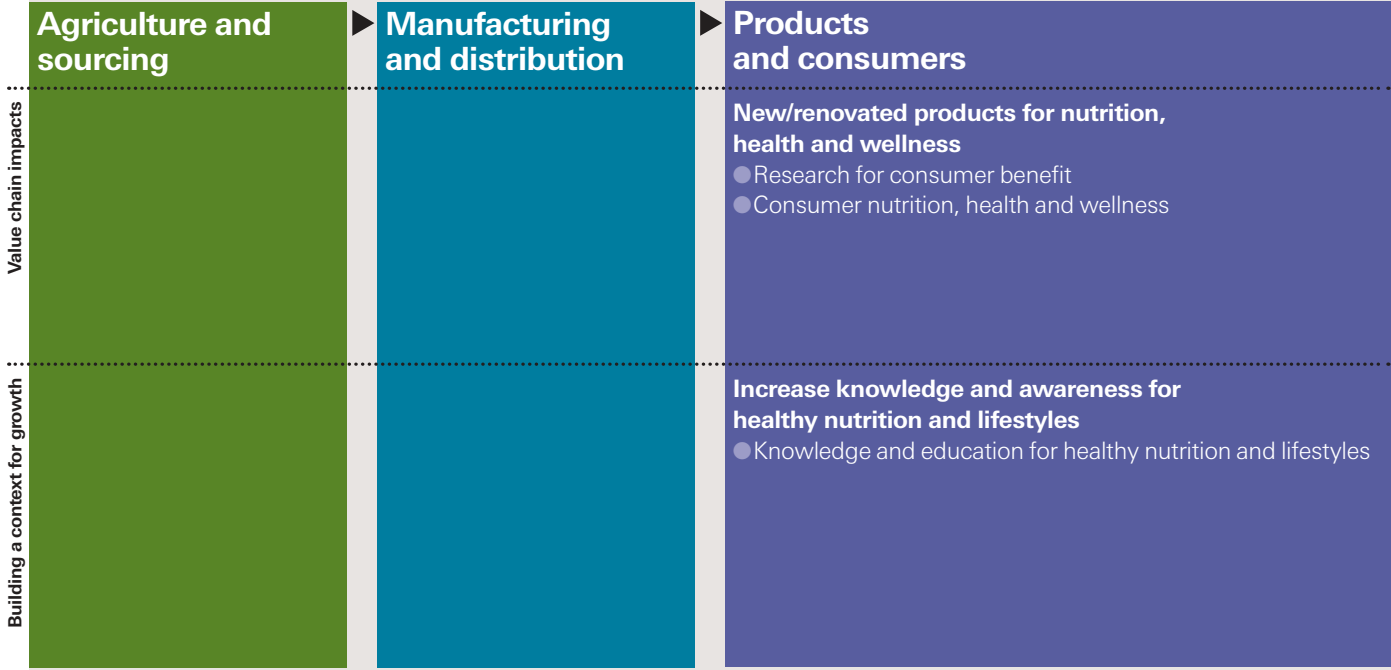 Agriculture and
sourcing
Manufacturing
and distribution
Products
and consumers
Value chain impacts
New/renovated products for nutrition,
health and wellness
Research for consumer benefit
Consumer nutrition, health and wellness
Building a context for growth
Increase knowledge and awareness for
healthy nutrition and lifestyles
Knowledge and education for healthy nutrition and lifestyles